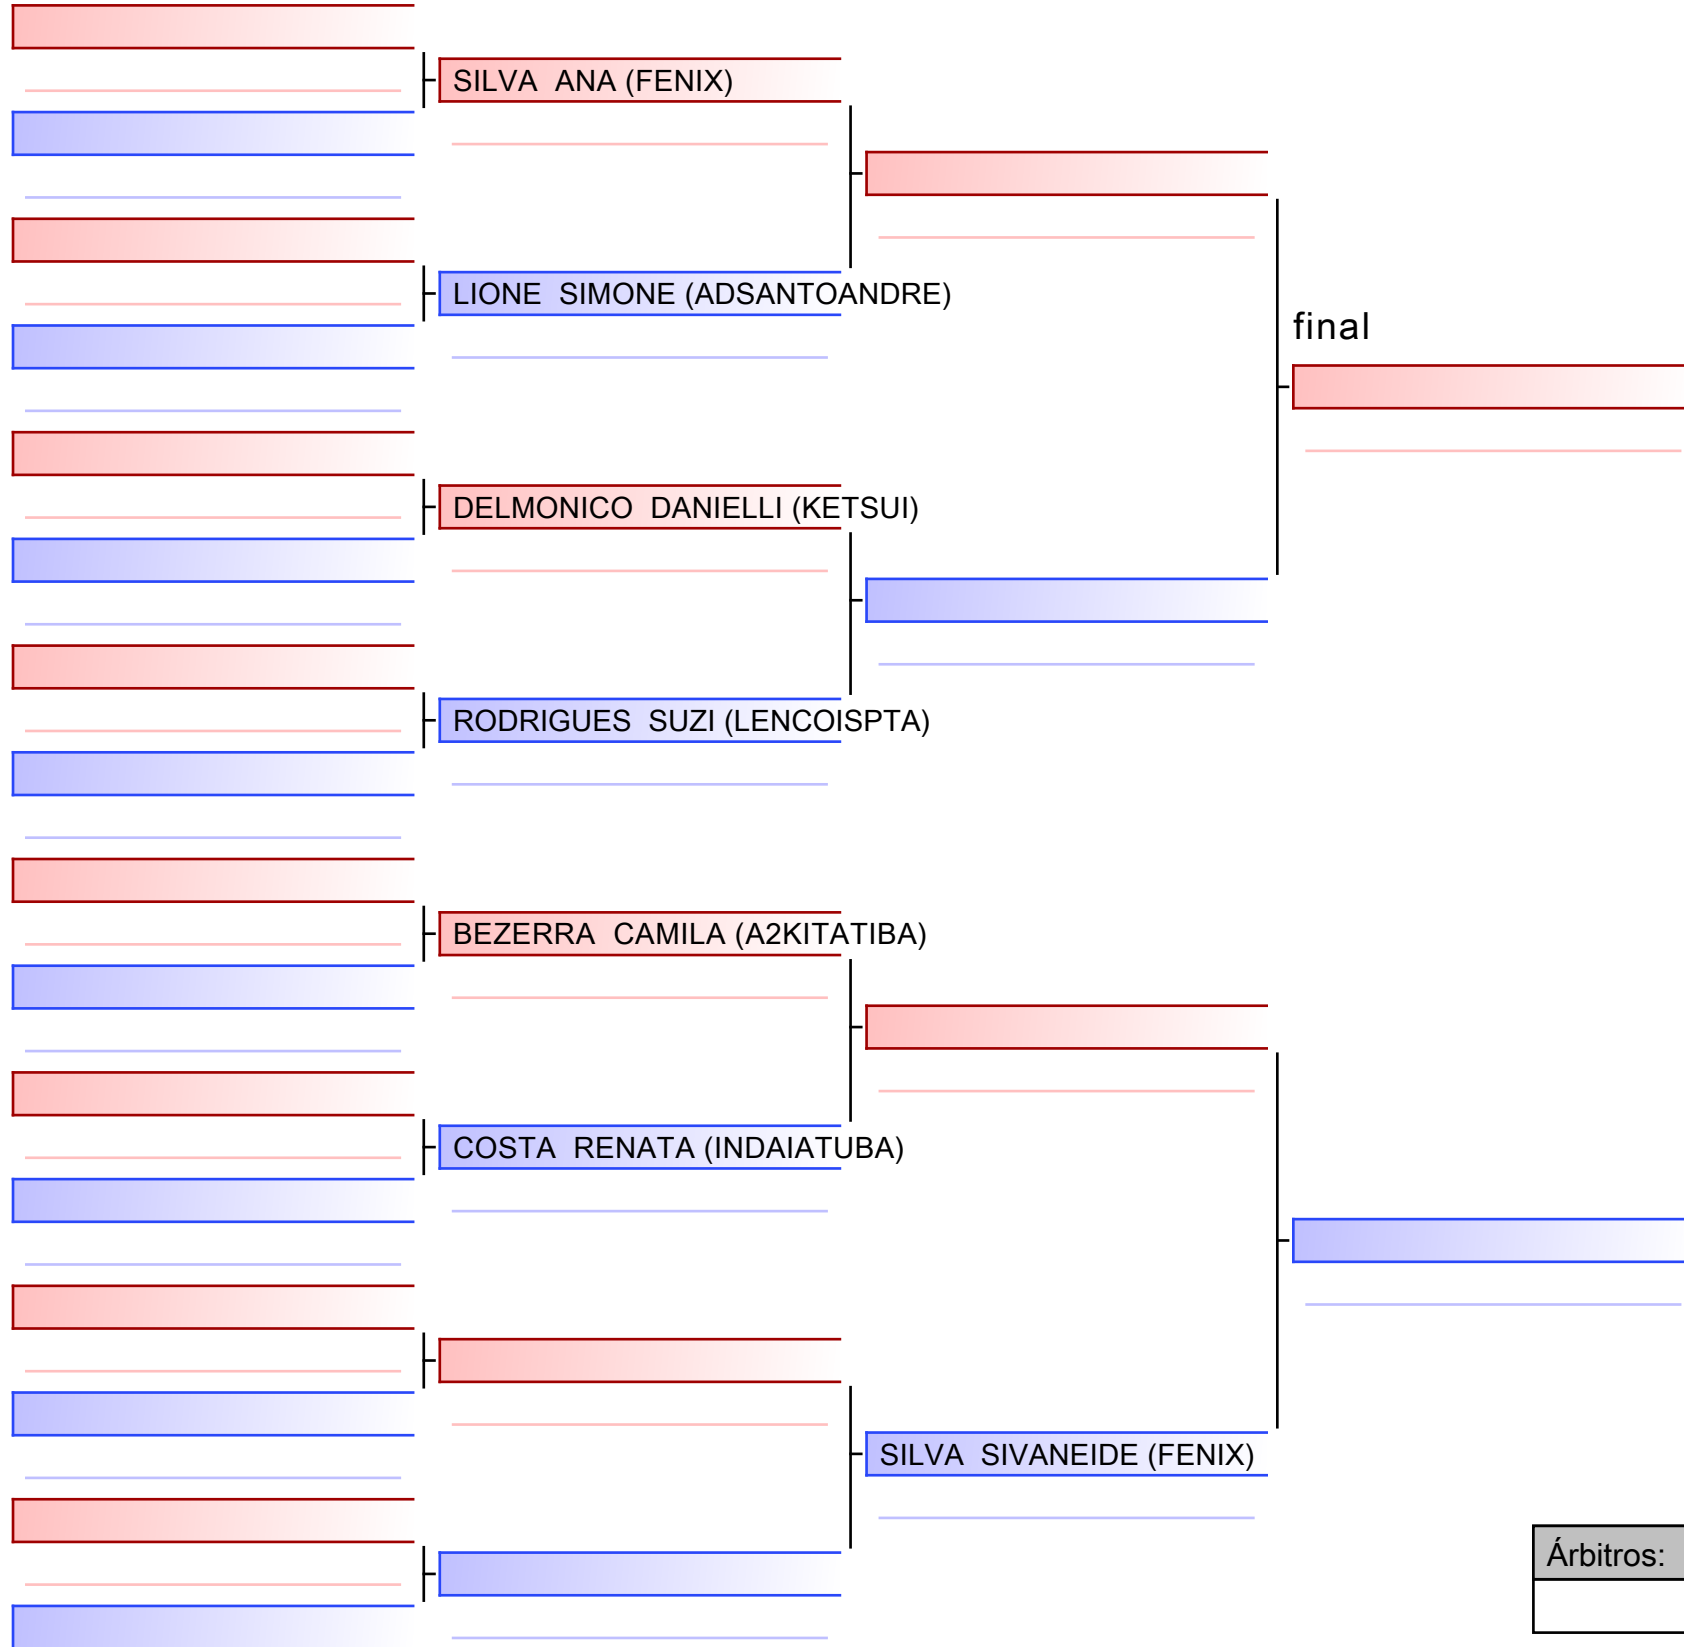 SILVA  ANA (FENIX)
LIONE  SIMONE (ADSANTOANDRE)
final
DELMONICO  DANIELLI (KETSUI)
RODRIGUES  SUZI (LENCOISPTA)
BEZERRA  CAMILA (A2KITATIBA)
COSTA  RENATA (INDAIATUBA)
SILVA  SIVANEIDE (FENIX)
Árbitros: